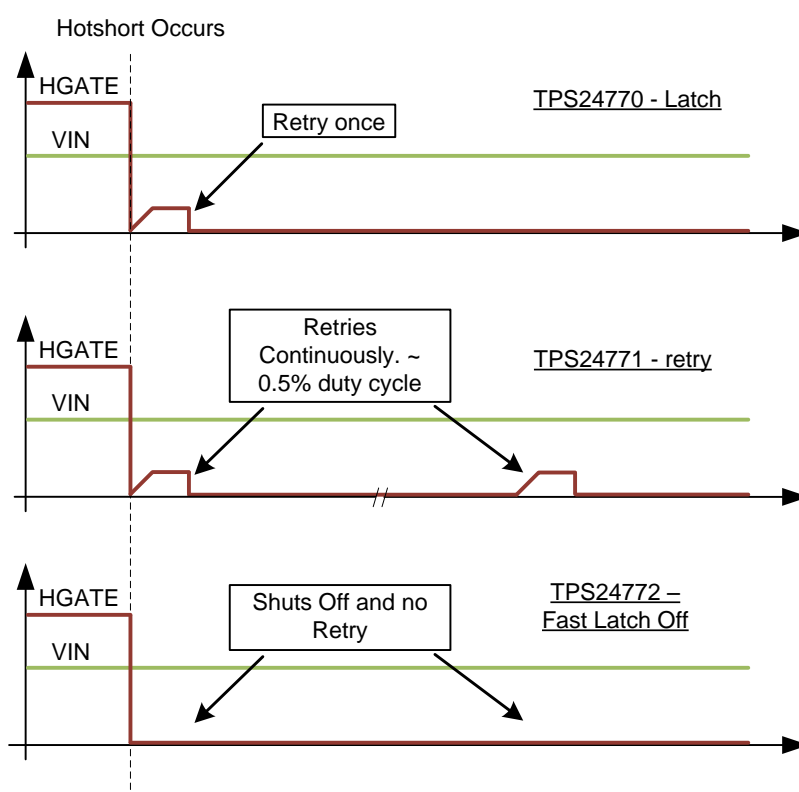 Hotshort Occurs
HGATE
VIN
Retry once
TPS24770 - Latch
HGATE
VIN
Retries
Continuously. ~
0.5% duty cycle
TPS24771 - retry
HGATE
VIN
Shuts Off and no
Retry
TPS24772 –
Fast Latch Off